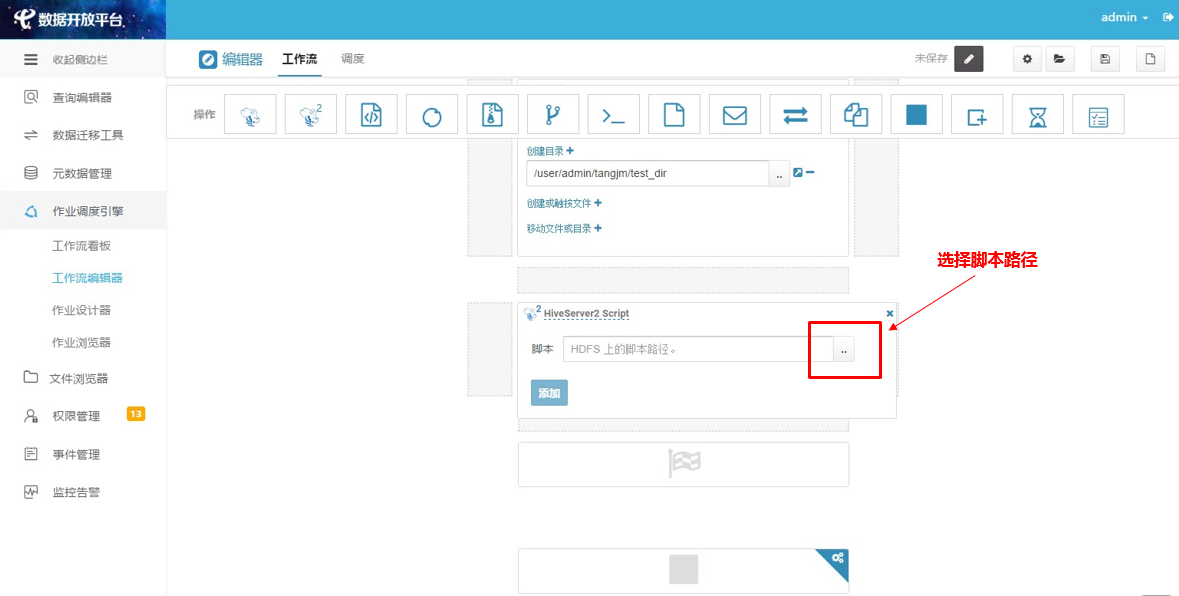 数据开放平台
admin
收起侧边栏
编辑器
工作流
调度
未保存
查询编辑器
操作
2
数据迁移工具
创建目录
/user/admin/tangjm/test_dir
..
元数据管理
创建或触摸文件
作业调度引擎
移动文件或目录
工作流看板
选择脚本路径
工作流编辑器
作业设计器
2 HiveServer2 Script
作业浏览器
脚本
HDFS 上的脚本路径。
..
文件浏览器
添加
权限管理
13
事件管理
监控告警